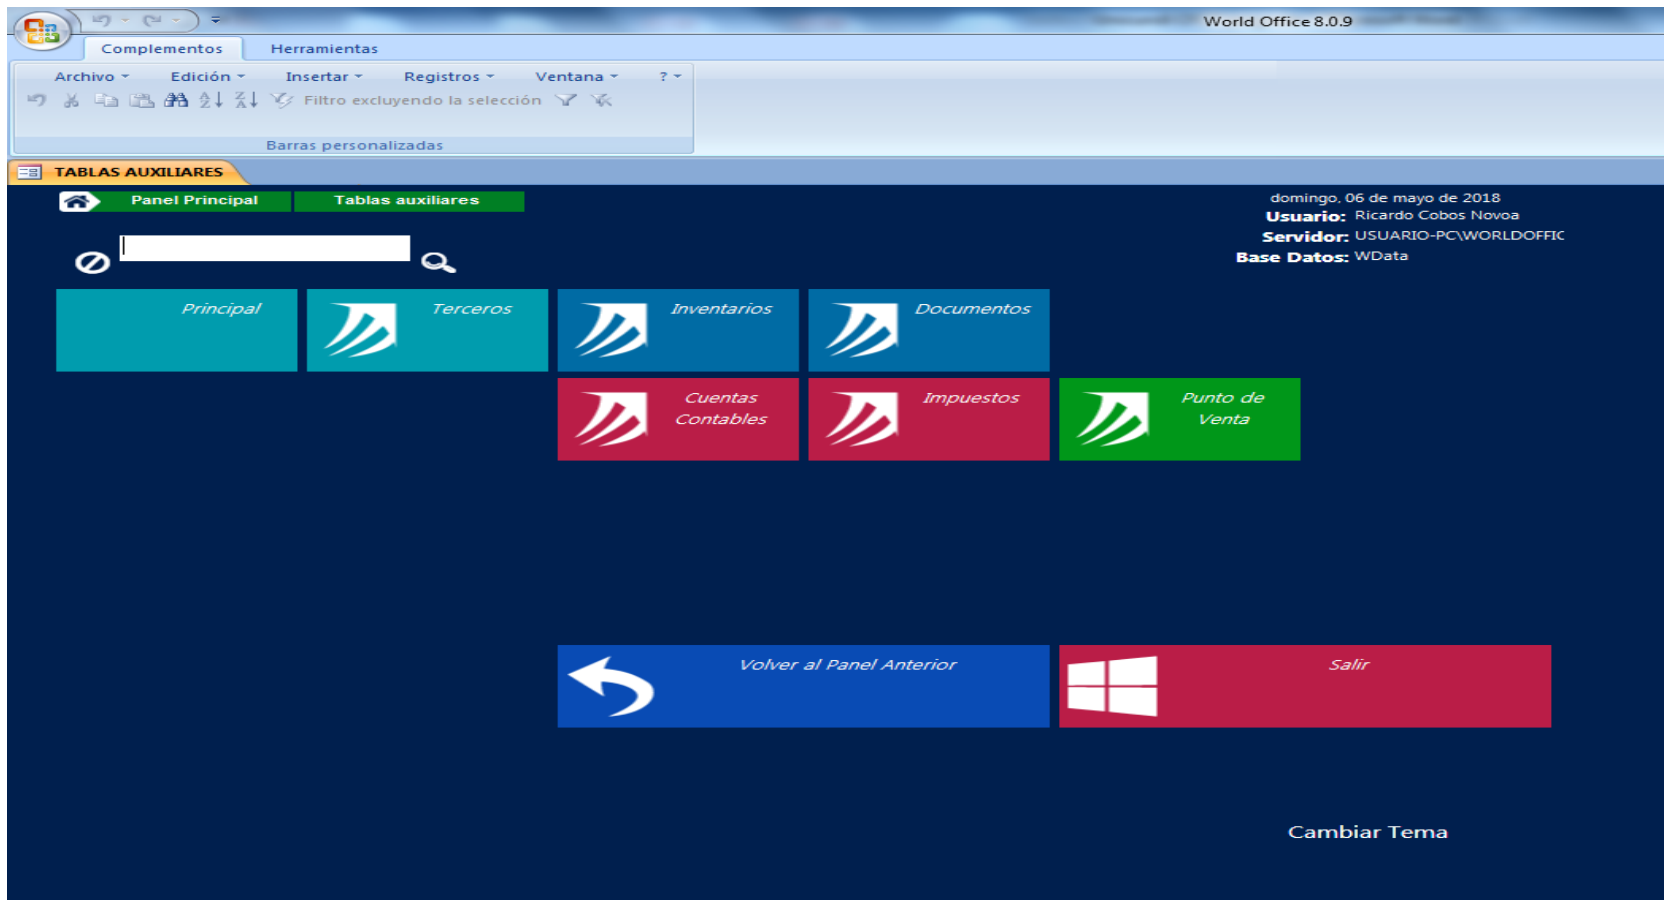 World Office 8.0.9
Complementos Herramientas
Archivo Edición Insertar Registros Ventana ?
Filtro excluyendo la selección
Barras personalizadas
TABLAS AUXILIARES
Panel Principal Tablas auxiliares
domingo, 06 de mayo de 2018
Usuario: Ricardo Cobos Novoa
Servidor: USUARIO-PC\WORLDOFFIC
Base Datos: WData
Principal Terceros Inventarios Documentos
Cuentas Contables Impuestos Punto de Venta
Volver al Panel Anterior Salir
Cambiar Tema